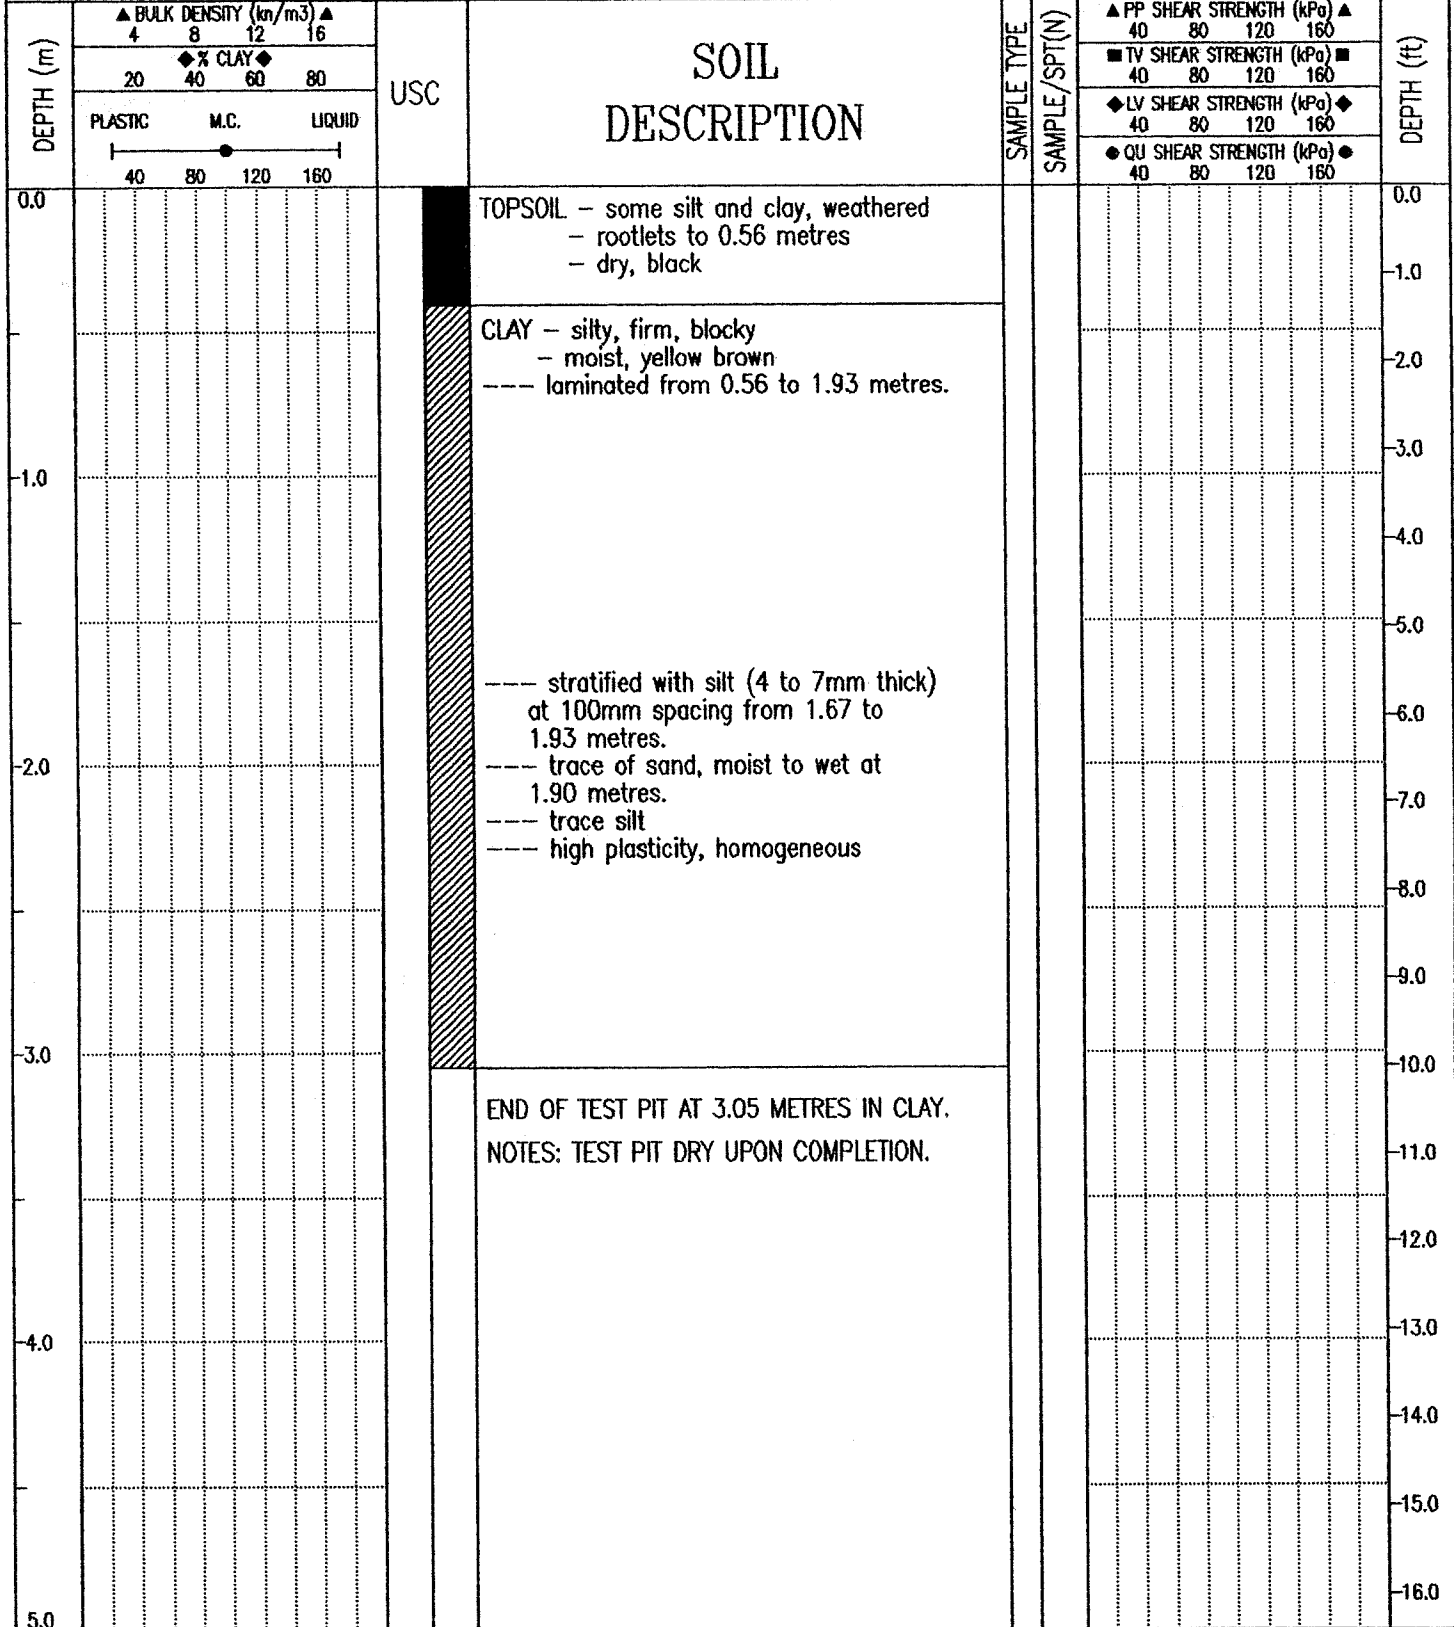 DEPTH (m)
▲ BULK DENSITY (kn/m3) ▲
4 8 12 16
◆ % CLAY ◆
20 40 60 80
PLASTIC M.C. LIQUID
40 80 120 160
USC
SOIL
DESCRIPTION
SAMPLE TYPE
SAMPLE/SPT(N)
▲ PP SHEAR STRENGTH (kPa) ▲
40 80 120 160
■ TV SHEAR STRENGTH (kPa) ■
40 80 120 160
◆ LV SHEAR STRENGTH (kPa) ◆
40 80 120 160
● QU SHEAR STRENGTH (kPa) ●
40 80 120 160
DEPTH (ft)
0.0
1.0
2.0
3.0
4.0
5.0
TOPSOIL – some silt and clay, weathered
– rootlets to 0.56 metres
– dry, black
CLAY – silty, firm, blocky
– moist, yellow brown
--- laminated from 0.56 to 1.93 metres.
--- stratified with silt (4 to 7mm thick)
at 100mm spacing from 1.67 to
1.93 metres.
--- trace of sand, moist to wet at
1.90 metres.
--- trace silt
--- high plasticity, homogeneous
END OF TEST PIT AT 3.05 METRES IN CLAY.
NOTES: TEST PIT DRY UPON COMPLETION.
0.0
1.0
2.0
3.0
4.0
5.0
6.0
7.0
8.0
9.0
10.0
11.0
12.0
13.0
14.0
15.0
16.0